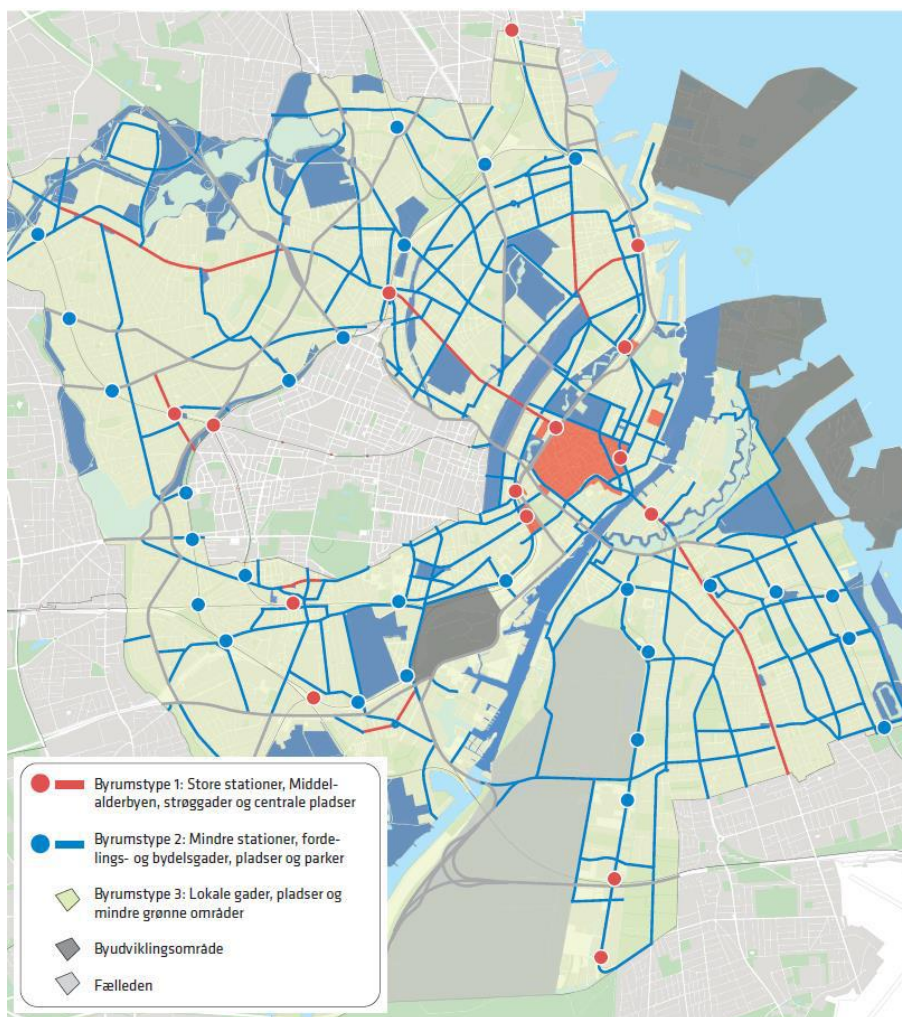 Byrumstype 1: Store stationer, Middel-
alderbyen, strøggader og centrale pladser
Byrumstype 2: Mindre stationer, forde-
lings- og bydelsgader, pladser og parker
Byrumstype 3: Lokale gader, pladser og
mindre grønne områder
Byudviklingsområde
Fælleden